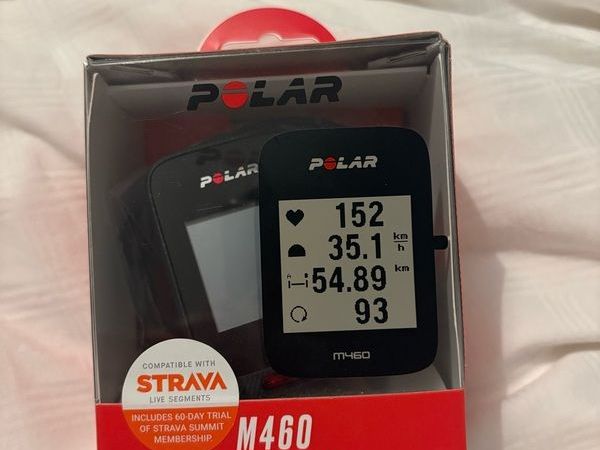 POLAR
POLAR
POLAR
152
35.1 km/h
A 54.89 km
93
M460
COMPATIBLE WITH
STRAVA
LIVE SEGMENTS
INCLUDES 60-DAY TRIAL
OF STRAVA SUMMIT
MEMBERSHIP.
M460